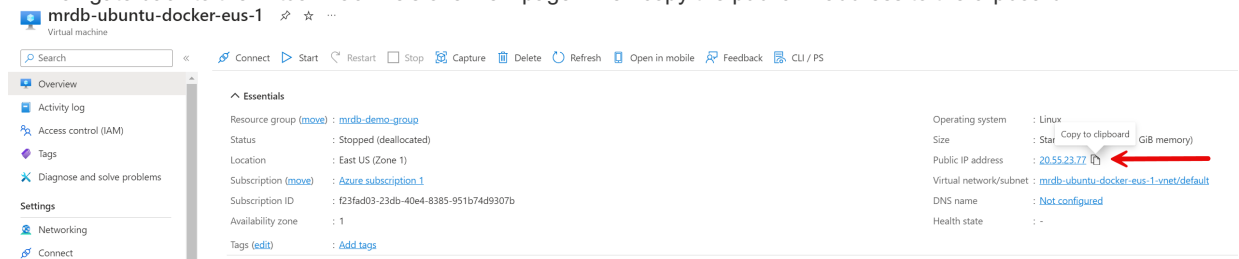 mrdb-ubuntu-docker-eus-1
Virtual machine
Search
Connect Start Restart Stop Capture Delete Refresh Open in mobile Feedback CLI / PS
Overview
Activity log
Access control (IAM)
Tags
Diagnose and solve problems
Settings
Networking
Connect
Essentials
Resource group (move) : mrdb-demo-group
Status : Stopped (deallocated)
Location : East US (Zone 1)
Subscription (move) : Azure subscription 1
Subscription ID : f23fad03-23db-40e4-8385-951b74d9307b
Availability zone : 1
Tags (edit) : Add tags
Operating system : Linux
Copy to clipboard
Size : GiB memory)
Public IP address : 20.55.23.77
Virtual network/subnet : mrdb-ubuntu-docker-eus-1-vnet/default
DNS name : Not configured
Health state : -